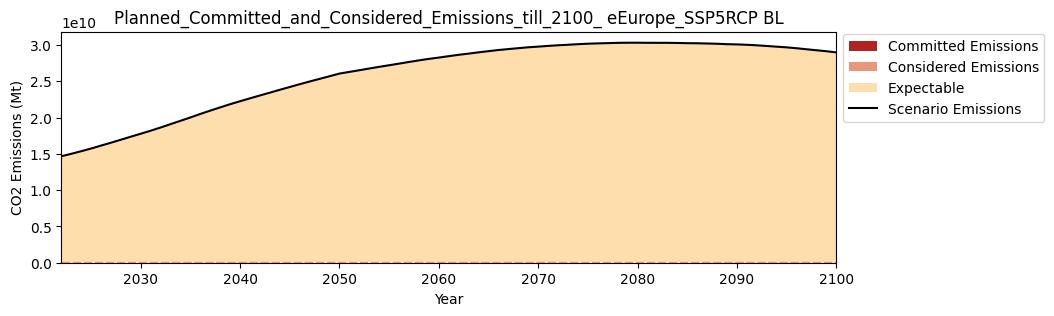 Planned_Committed_and_Considered_Emissions_till_2100_ eEurope_SSP5RCP BL
1e10
3.0
2.5
2.0
1.5
1.0
0.5
0.0
CO2 Emissions (Mt)
2030 2040 2050 2060 2070 2080 2090 2100
Year
Committed Emissions
Considered Emissions
Expectable
Scenario Emissions